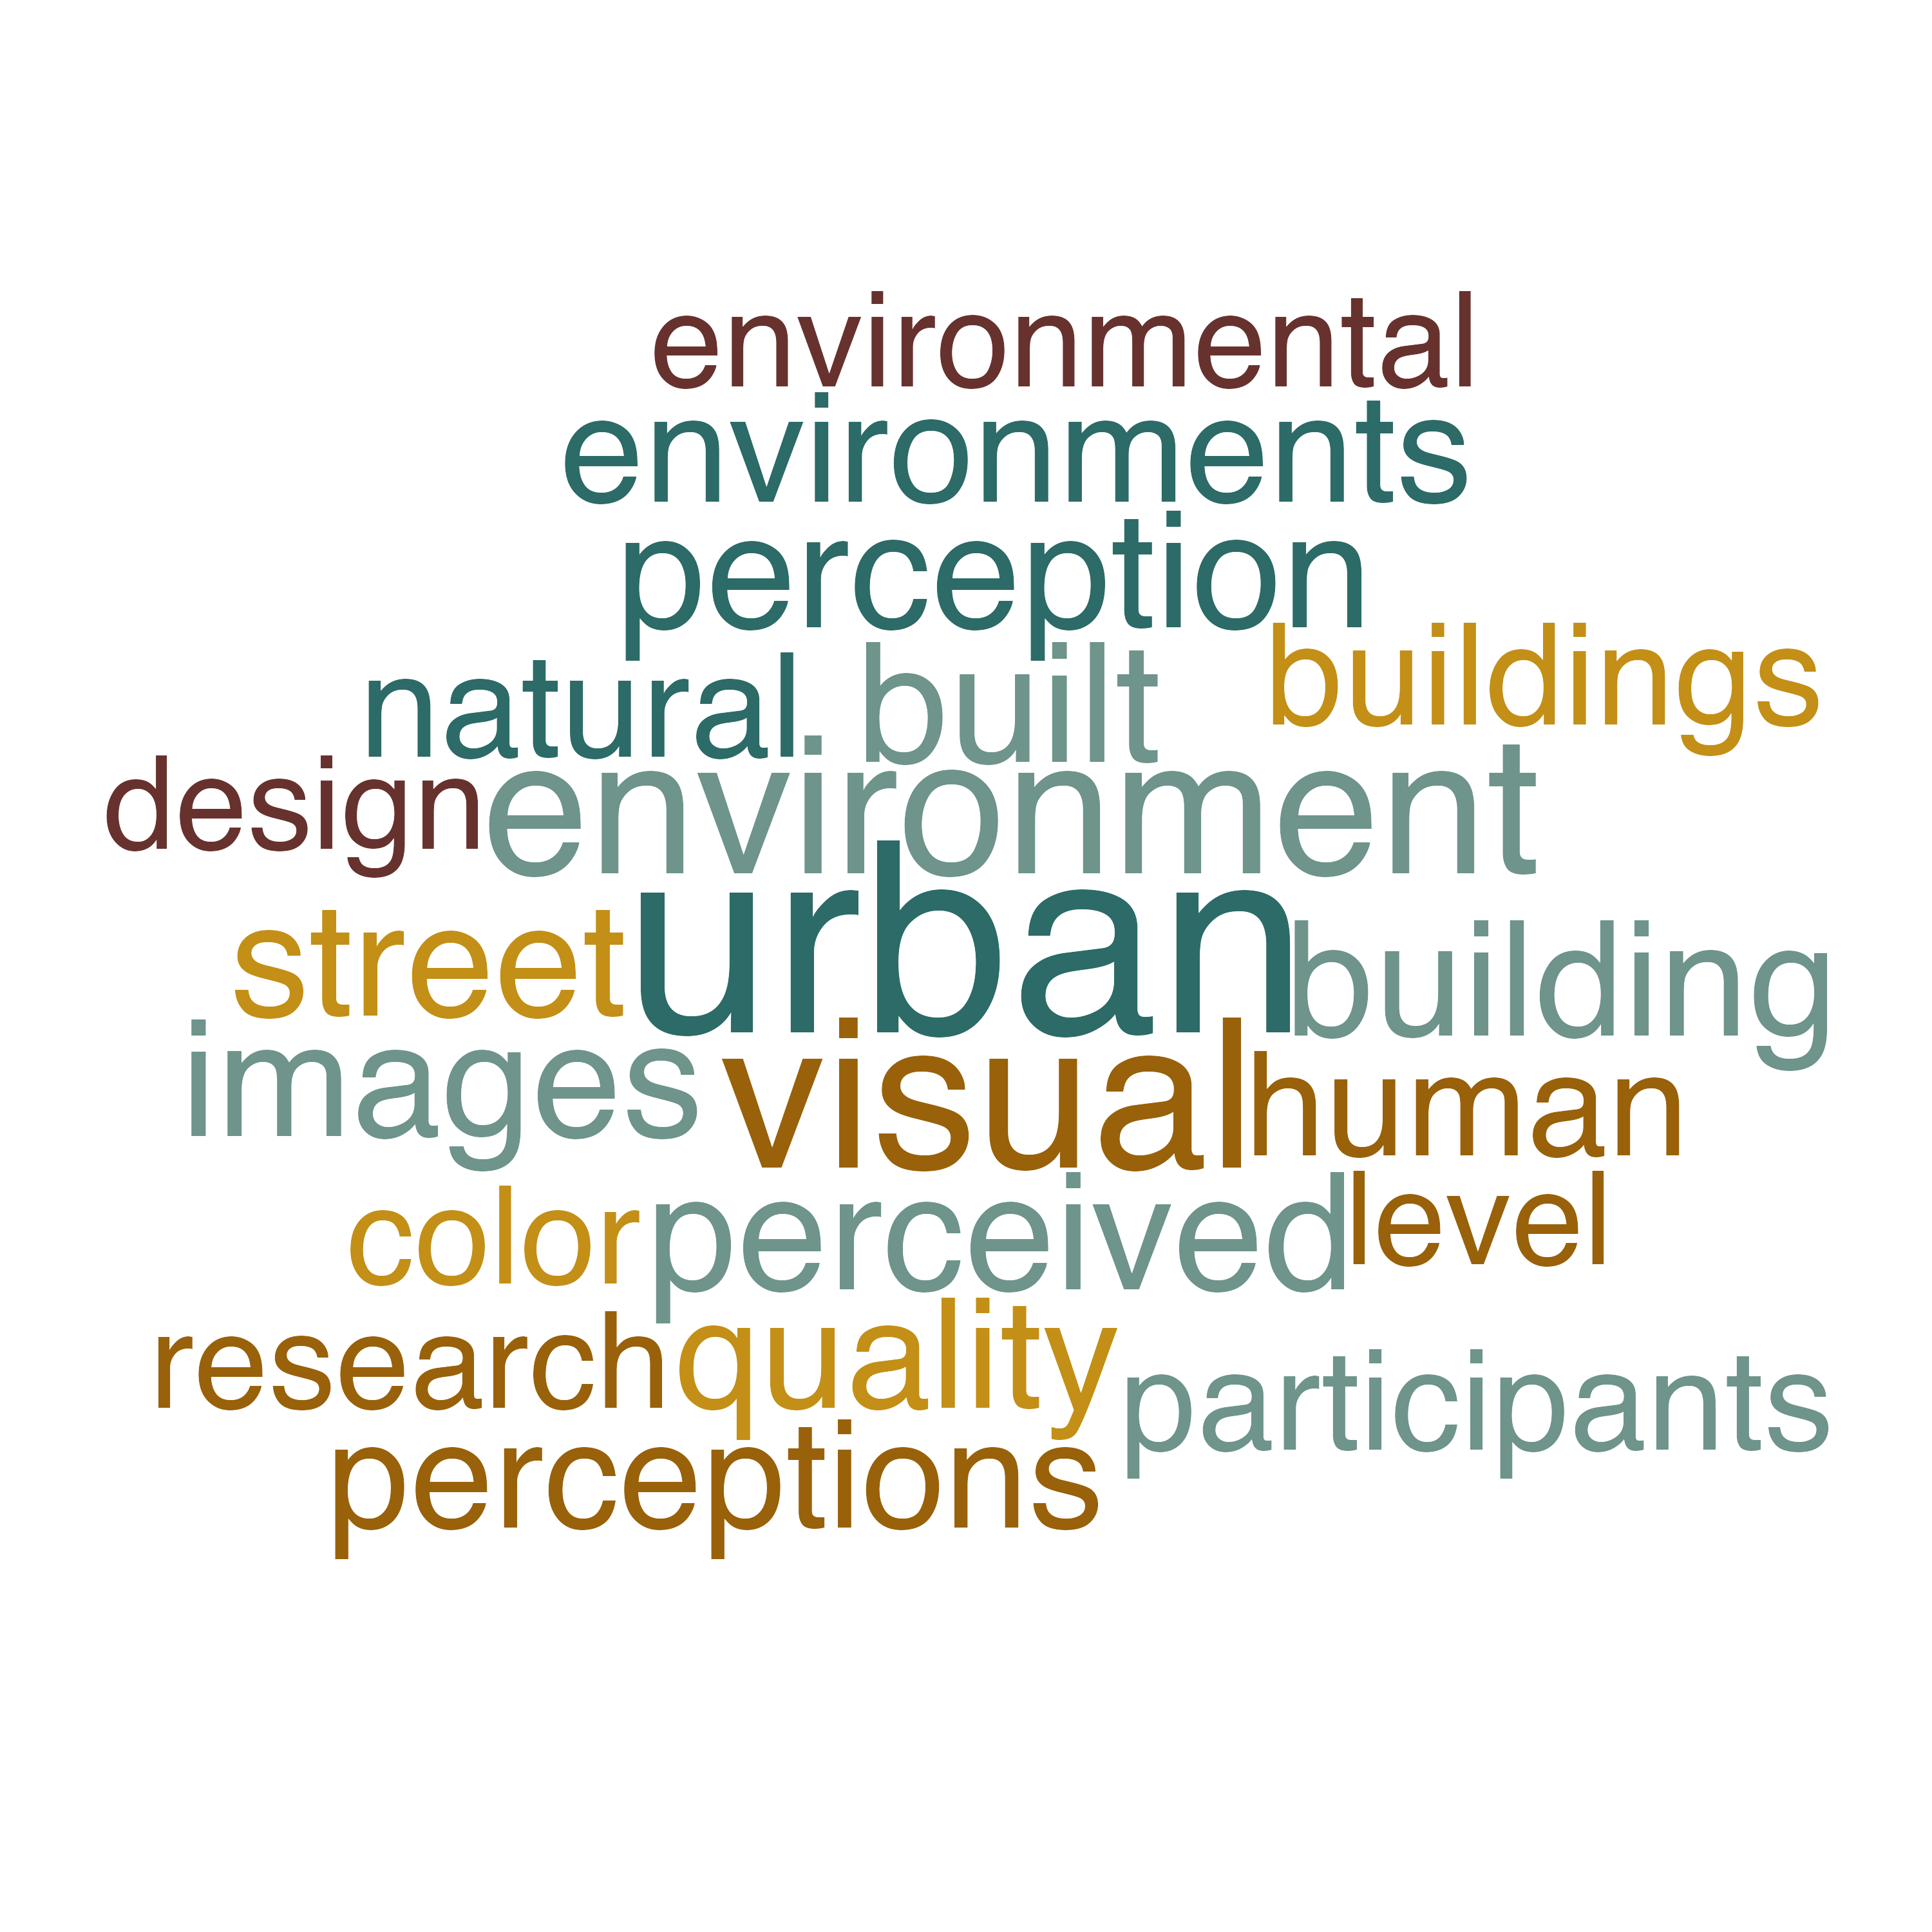 environmental
environments
perception
natural built buildings
design environment
street urban building
images visual human
color perceived level
research quality participants
perceptions